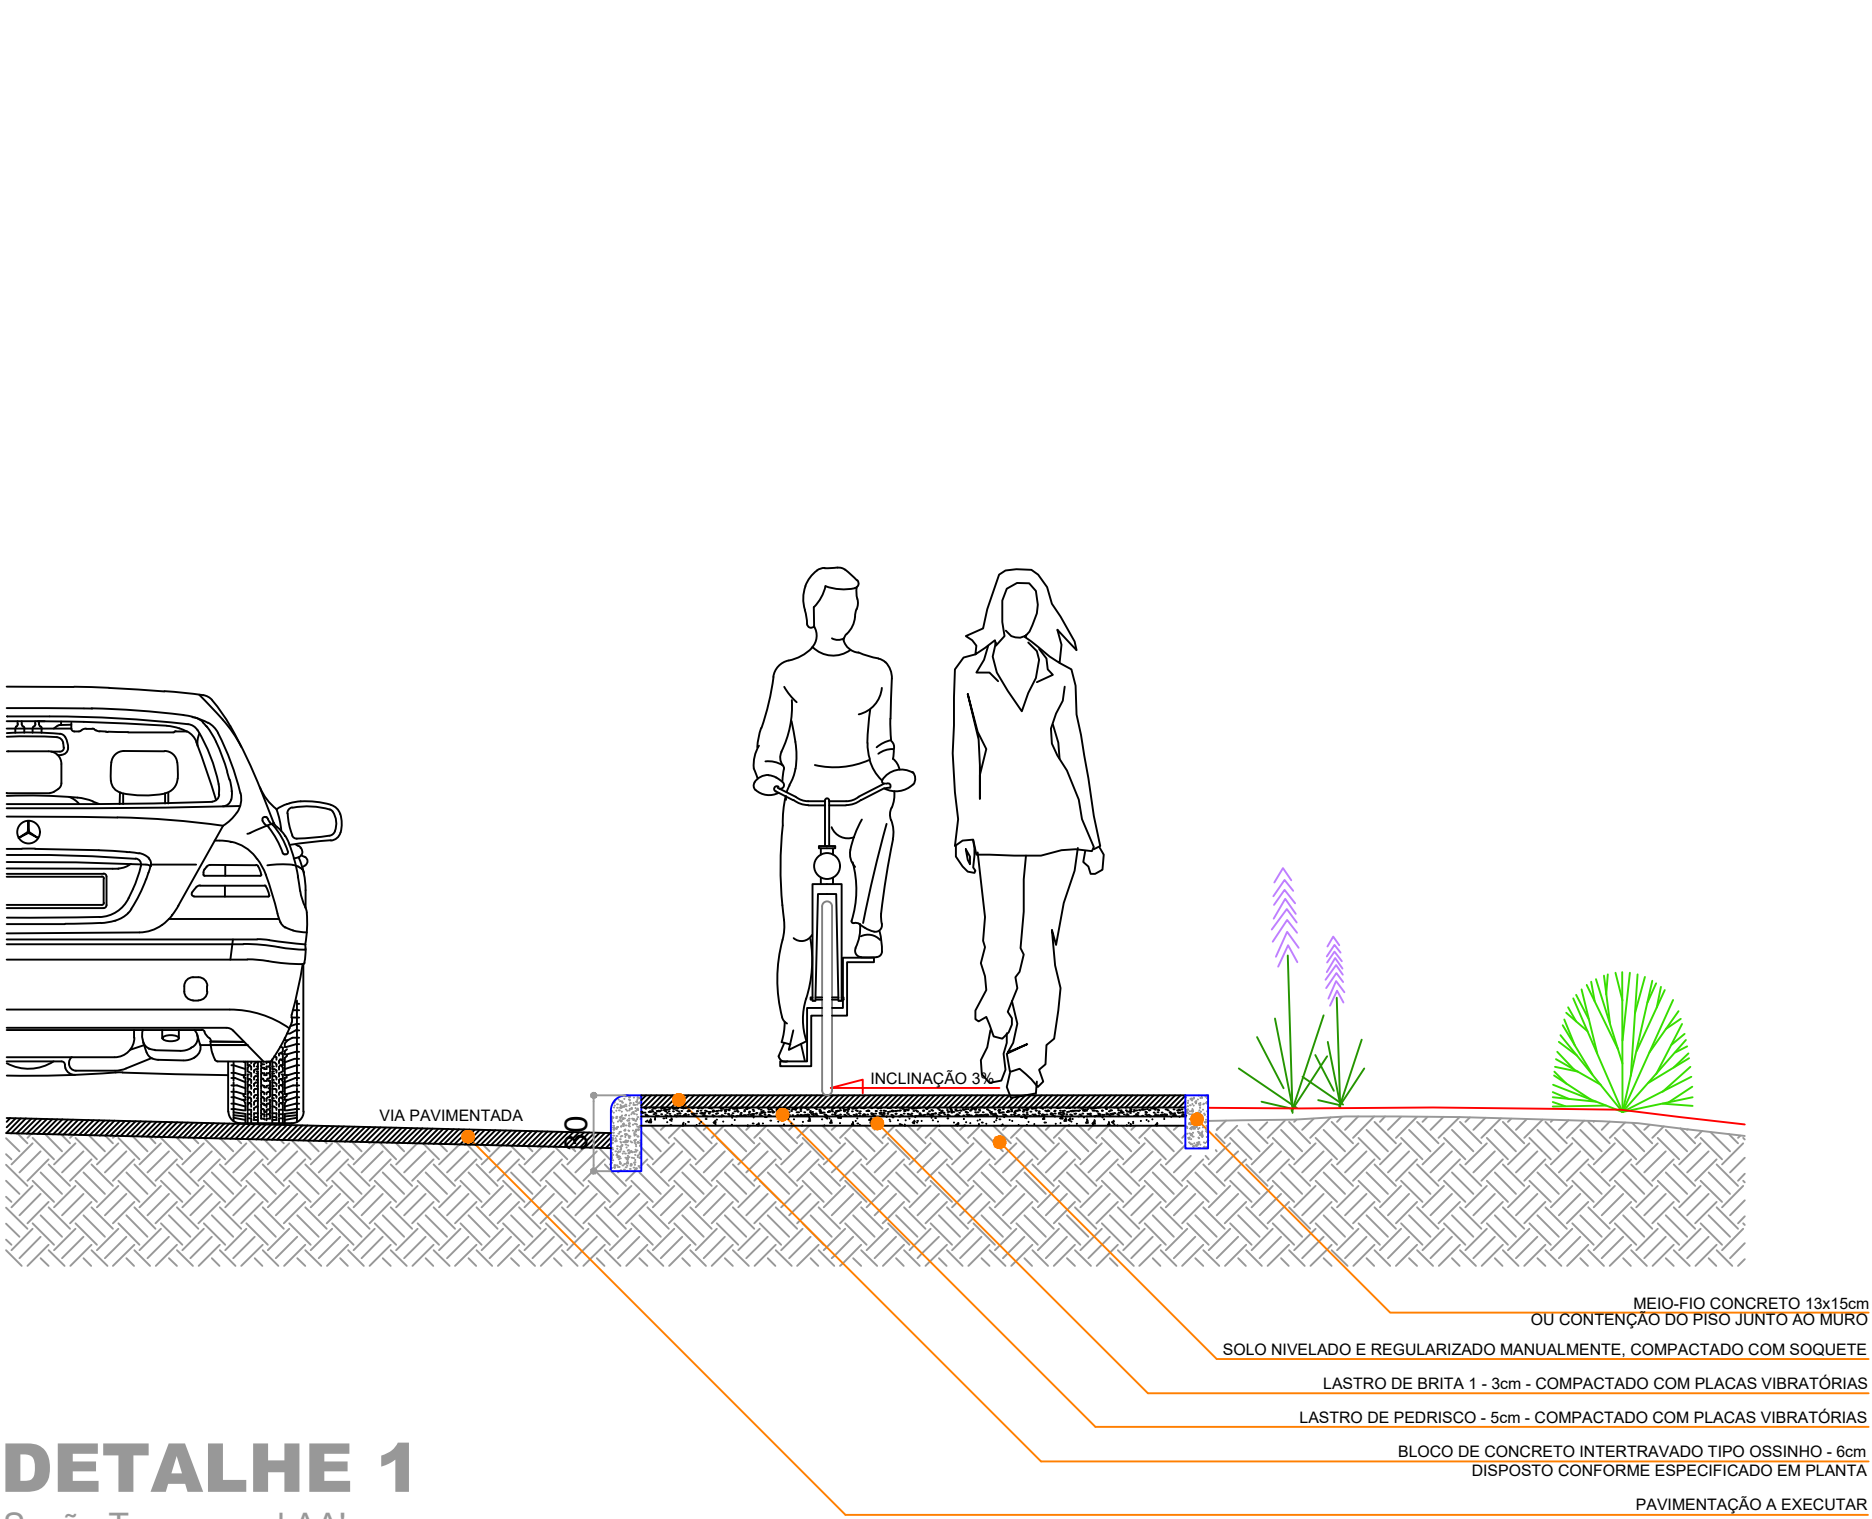 INCLINAÇÃO 3%
VIA PAVIMENTADA
30
MEIO-FIO CONCRETO 13x15cm
OU CONTENÇÃO DO PISO JUNTO AO MURO
SOLO NIVELADO E REGULARIZADO MANUALMENTE, COMPACTADO COM SOQUETE
LASTRO DE BRITA 1 - 3cm - COMPACTADO COM PLACAS VIBRATÓRIAS
LASTRO DE PEDRISCO - 5cm - COMPACTADO COM PLACAS VIBRATÓRIAS
BLOCO DE CONCRETO INTERTRAVADO TIPO OSSINHO - 6cm
DISPOSTO CONFORME ESPECIFICADO EM PLANTA
PAVIMENTAÇÃO A EXECUTAR
DETALHE 1